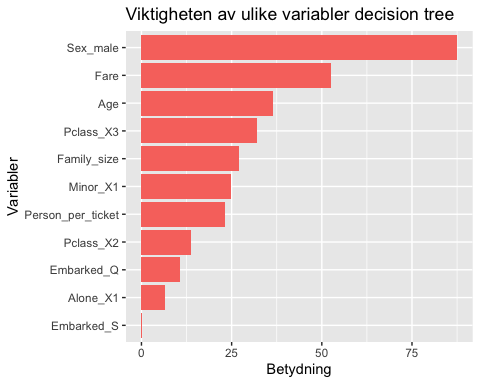 Viktigheten av ulike variabler decision tree
Variabler
Sex_male
Fare
Age
Pclass_X3
Family_size
Minor_X1
Person_per_ticket
Pclass_X2
Embarked_Q
Alone_X1
Embarked_S
0 25 50 75
Betydning